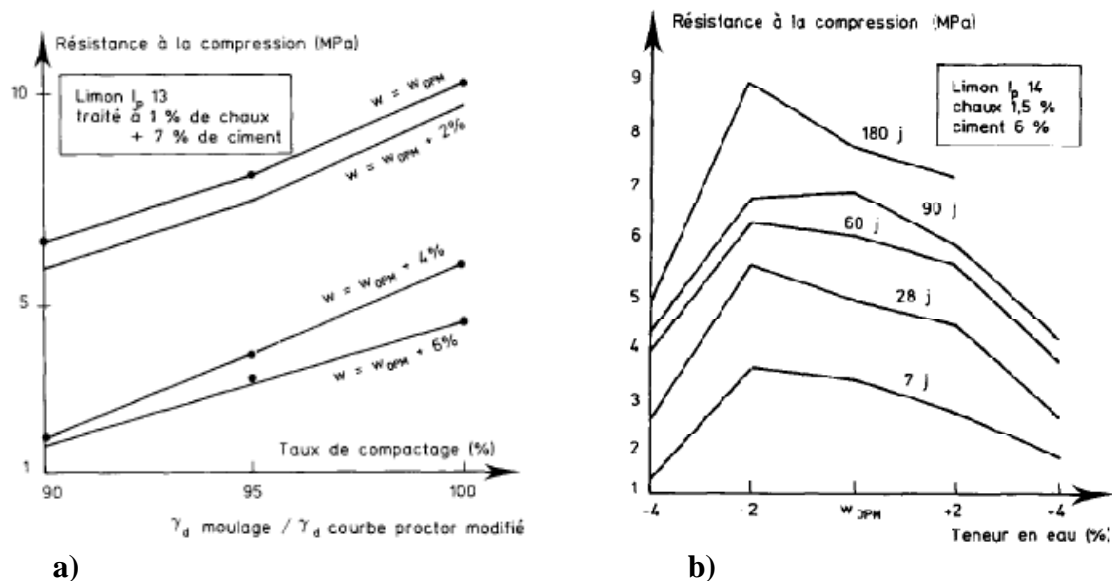 Résistance à la compression (MPa)
10
5
1
Limon Ip 13
traité à 1 % de chaux
+ 7 % de ciment
w = wOPM
w = wOPM + 2%
w = wOPM + 4%
w = wOPM + 6%
Taux de compactage (%)
90
95
100
γd moulage / γd courbe proctor modifié
a)
Résistance à la compression (MPa)
9
8
7
6
5
4
3
2
1
Limon Ip 14
chaux 1,5 %
ciment 6 %
180 j
90 j
60 j
28 j
7 j
-4
-2
wOPM
+2
+4
Teneur en eau (%)
b)